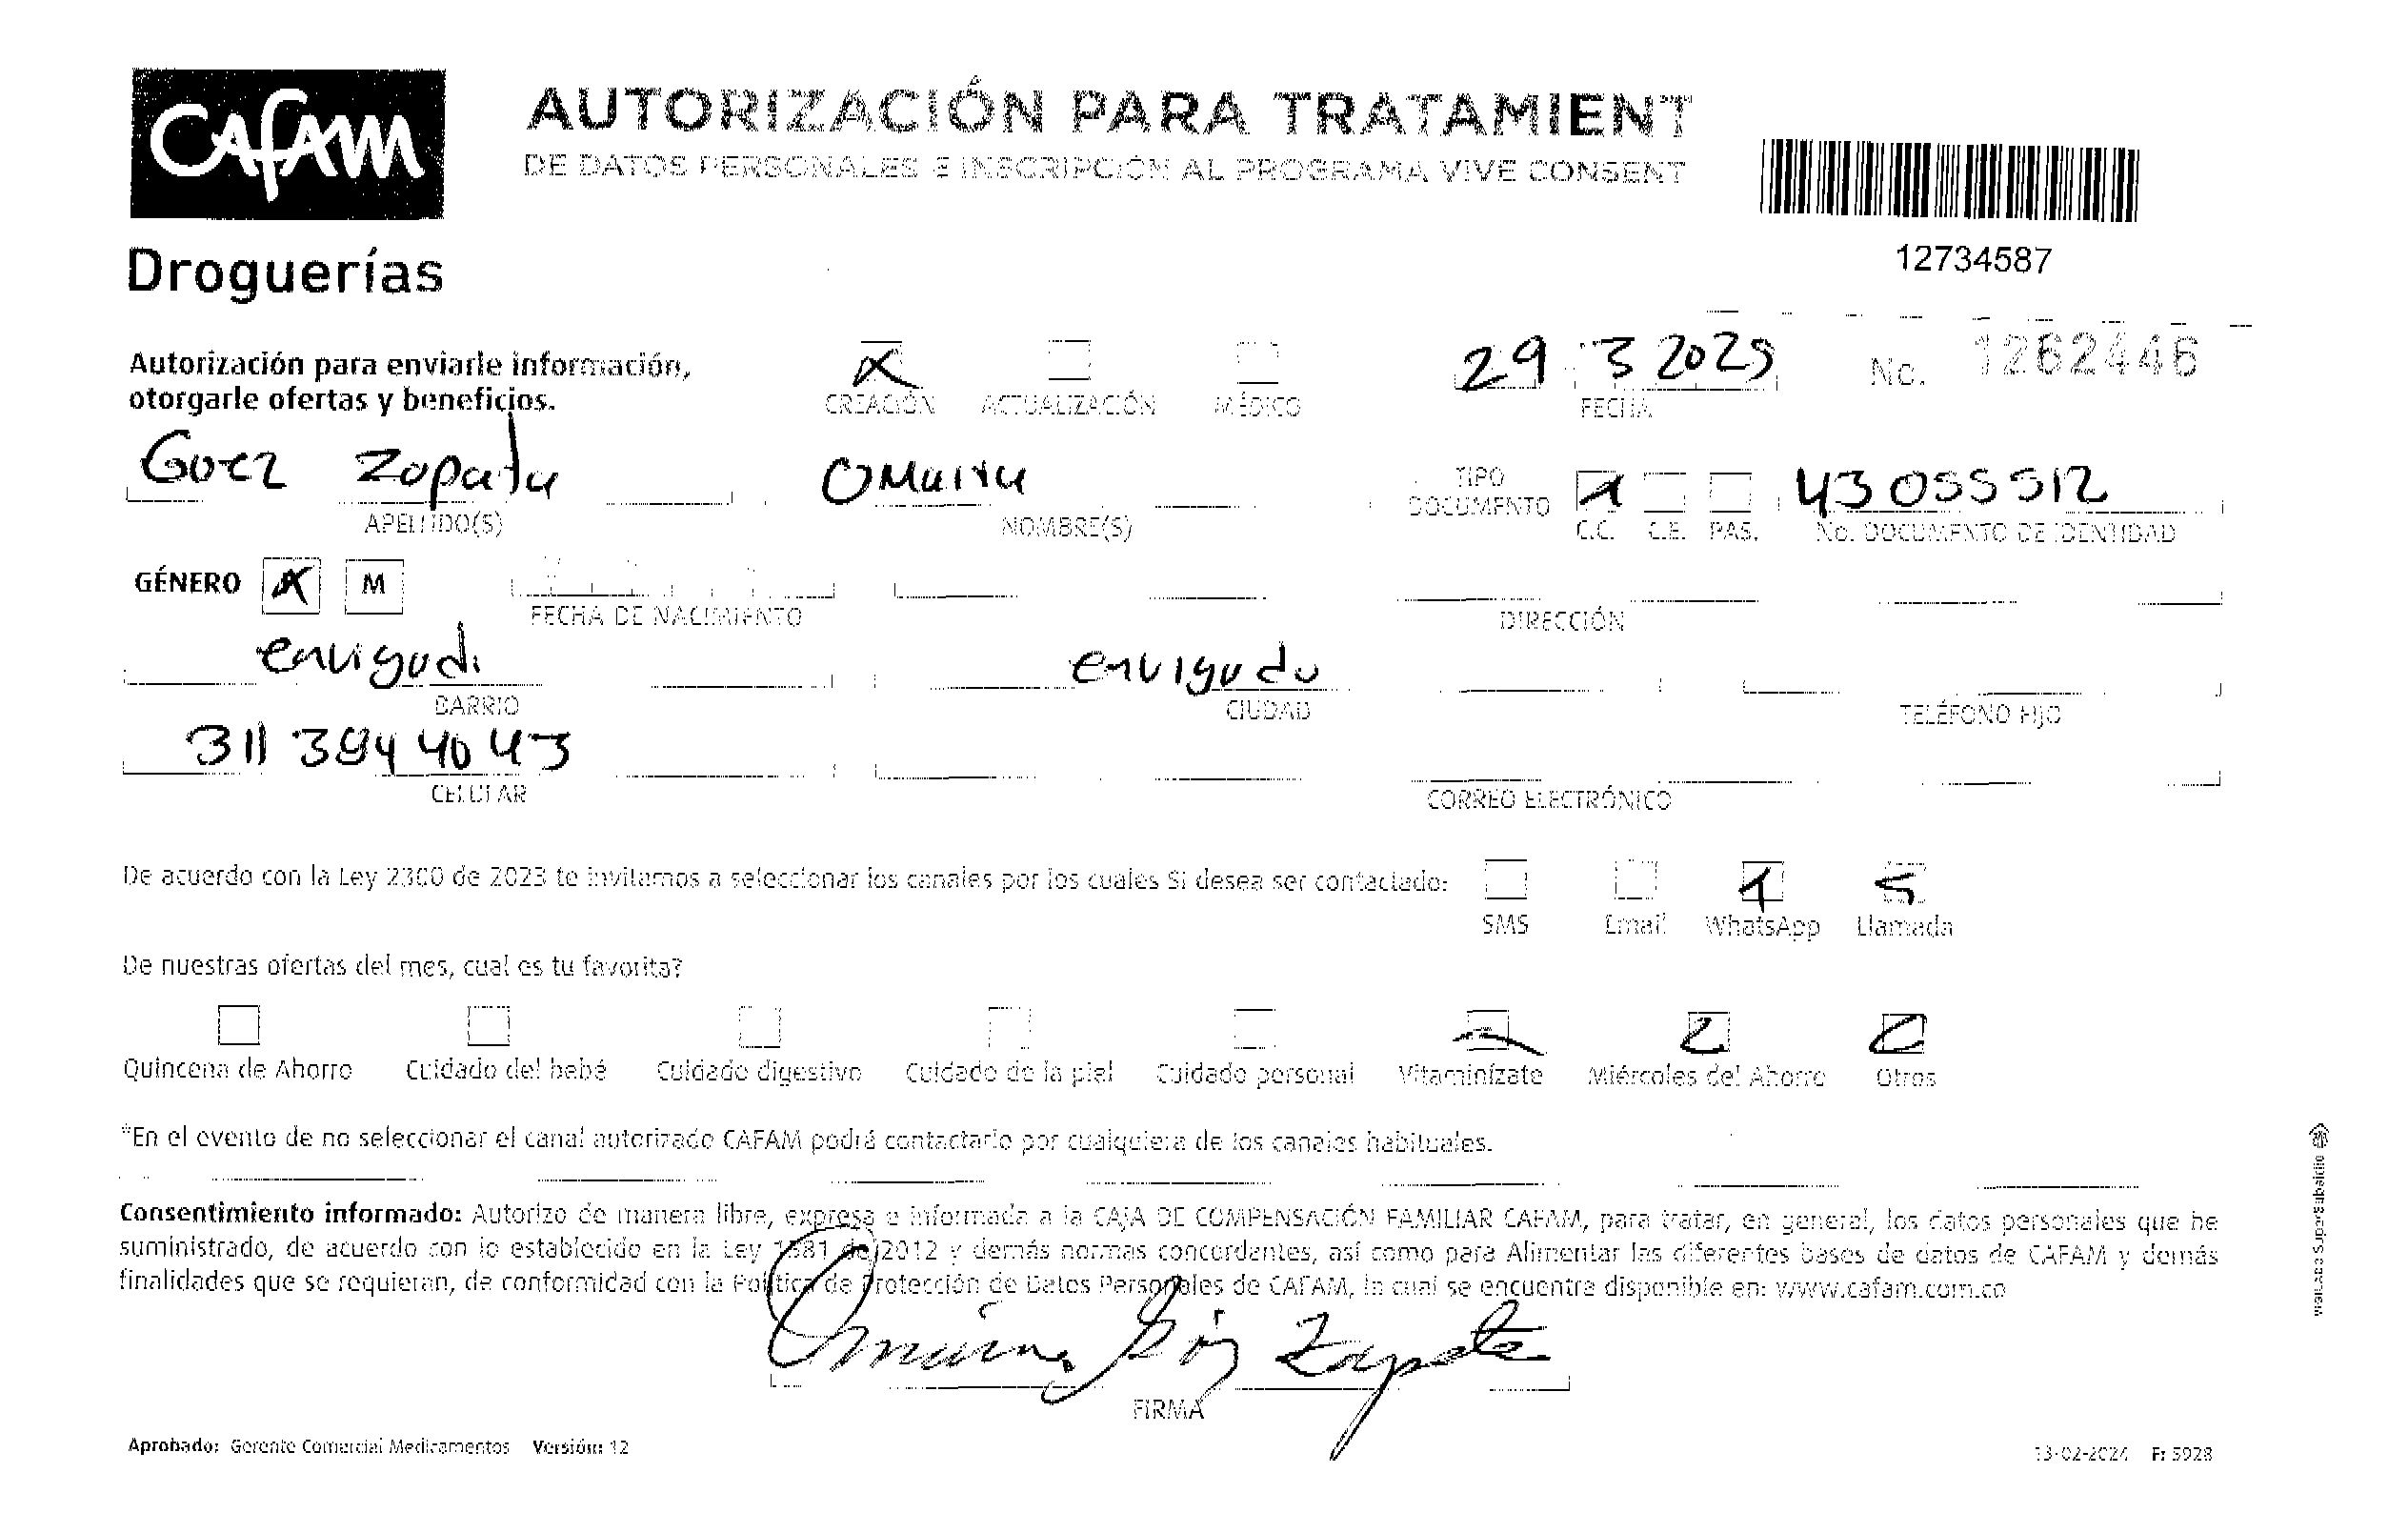 CAFAM
Droguerías
AUTORIZACIÓN PARA TRATAMIENT
DE DATOS PERSONALES E INSCRIPCIÓN AL PROGRAMA VIVE CONSENT
12734587
Autorización para enviarle información,
otorgarle ofertas y beneficios.
CREACIÓN ACTUALIZACIÓN MÉDICO
29 3 2025
FECHA
No. 1262446
Goez Zapata
APELLIDO(S)
Omaira
NOMBRE(S)
TIPO
DOCUMENTO
C.C. C.E. PAS.
43055512
No. DOCUMENTO DE IDENTIDAD
GÉNERO M
FECHA DE NACIMIENTO
DIRECCIÓN
envigado
BARRIO
envigado
CIUDAD
TELÉFONO FIJO
311 394 40 43
CELULAR
CORREO ELECTRÓNICO
De acuerdo con la Ley 2300 de 2023 te invitamos a seleccionar los canales por los cuales Si desea ser contactado:
SMS Email WhatsApp Llamada
De nuestras ofertas del mes, cual es tu favorita?
Quincena de Ahorro Cuidado del bebé Cuidado digestivo Cuidado de la piel Cuidado personal Vitaminízate Miércoles del Ahorro Otros
*En el evento de no seleccionar el canal autorizado CAFAM podrá contactarlo por cualquiera de los canales habituales.
Consentimiento informado: Autorizo de manera libre, expresa e informada a la CAJA DE COMPENSACIÓN FAMILIAR CAFAM, para tratar, en general, los datos personales que he
suministrado, de acuerdo con lo establecido en la Ley 1581 de 2012 y demás normas concordantes, así como para Alimentar las diferentes bases de datos de CAFAM y demás
finalidades que se requieran, de conformidad con la Política de Protección de Datos Personales de CAFAM, la cual se encuentra disponible en: www.cafam.com.co
Omaira Goez Zapata
FIRMA
Aprobado: Gerente Comercial Medicamentos Versión: 12
13-02-2024 F: 5928
VIGILADO SuperSubsidio